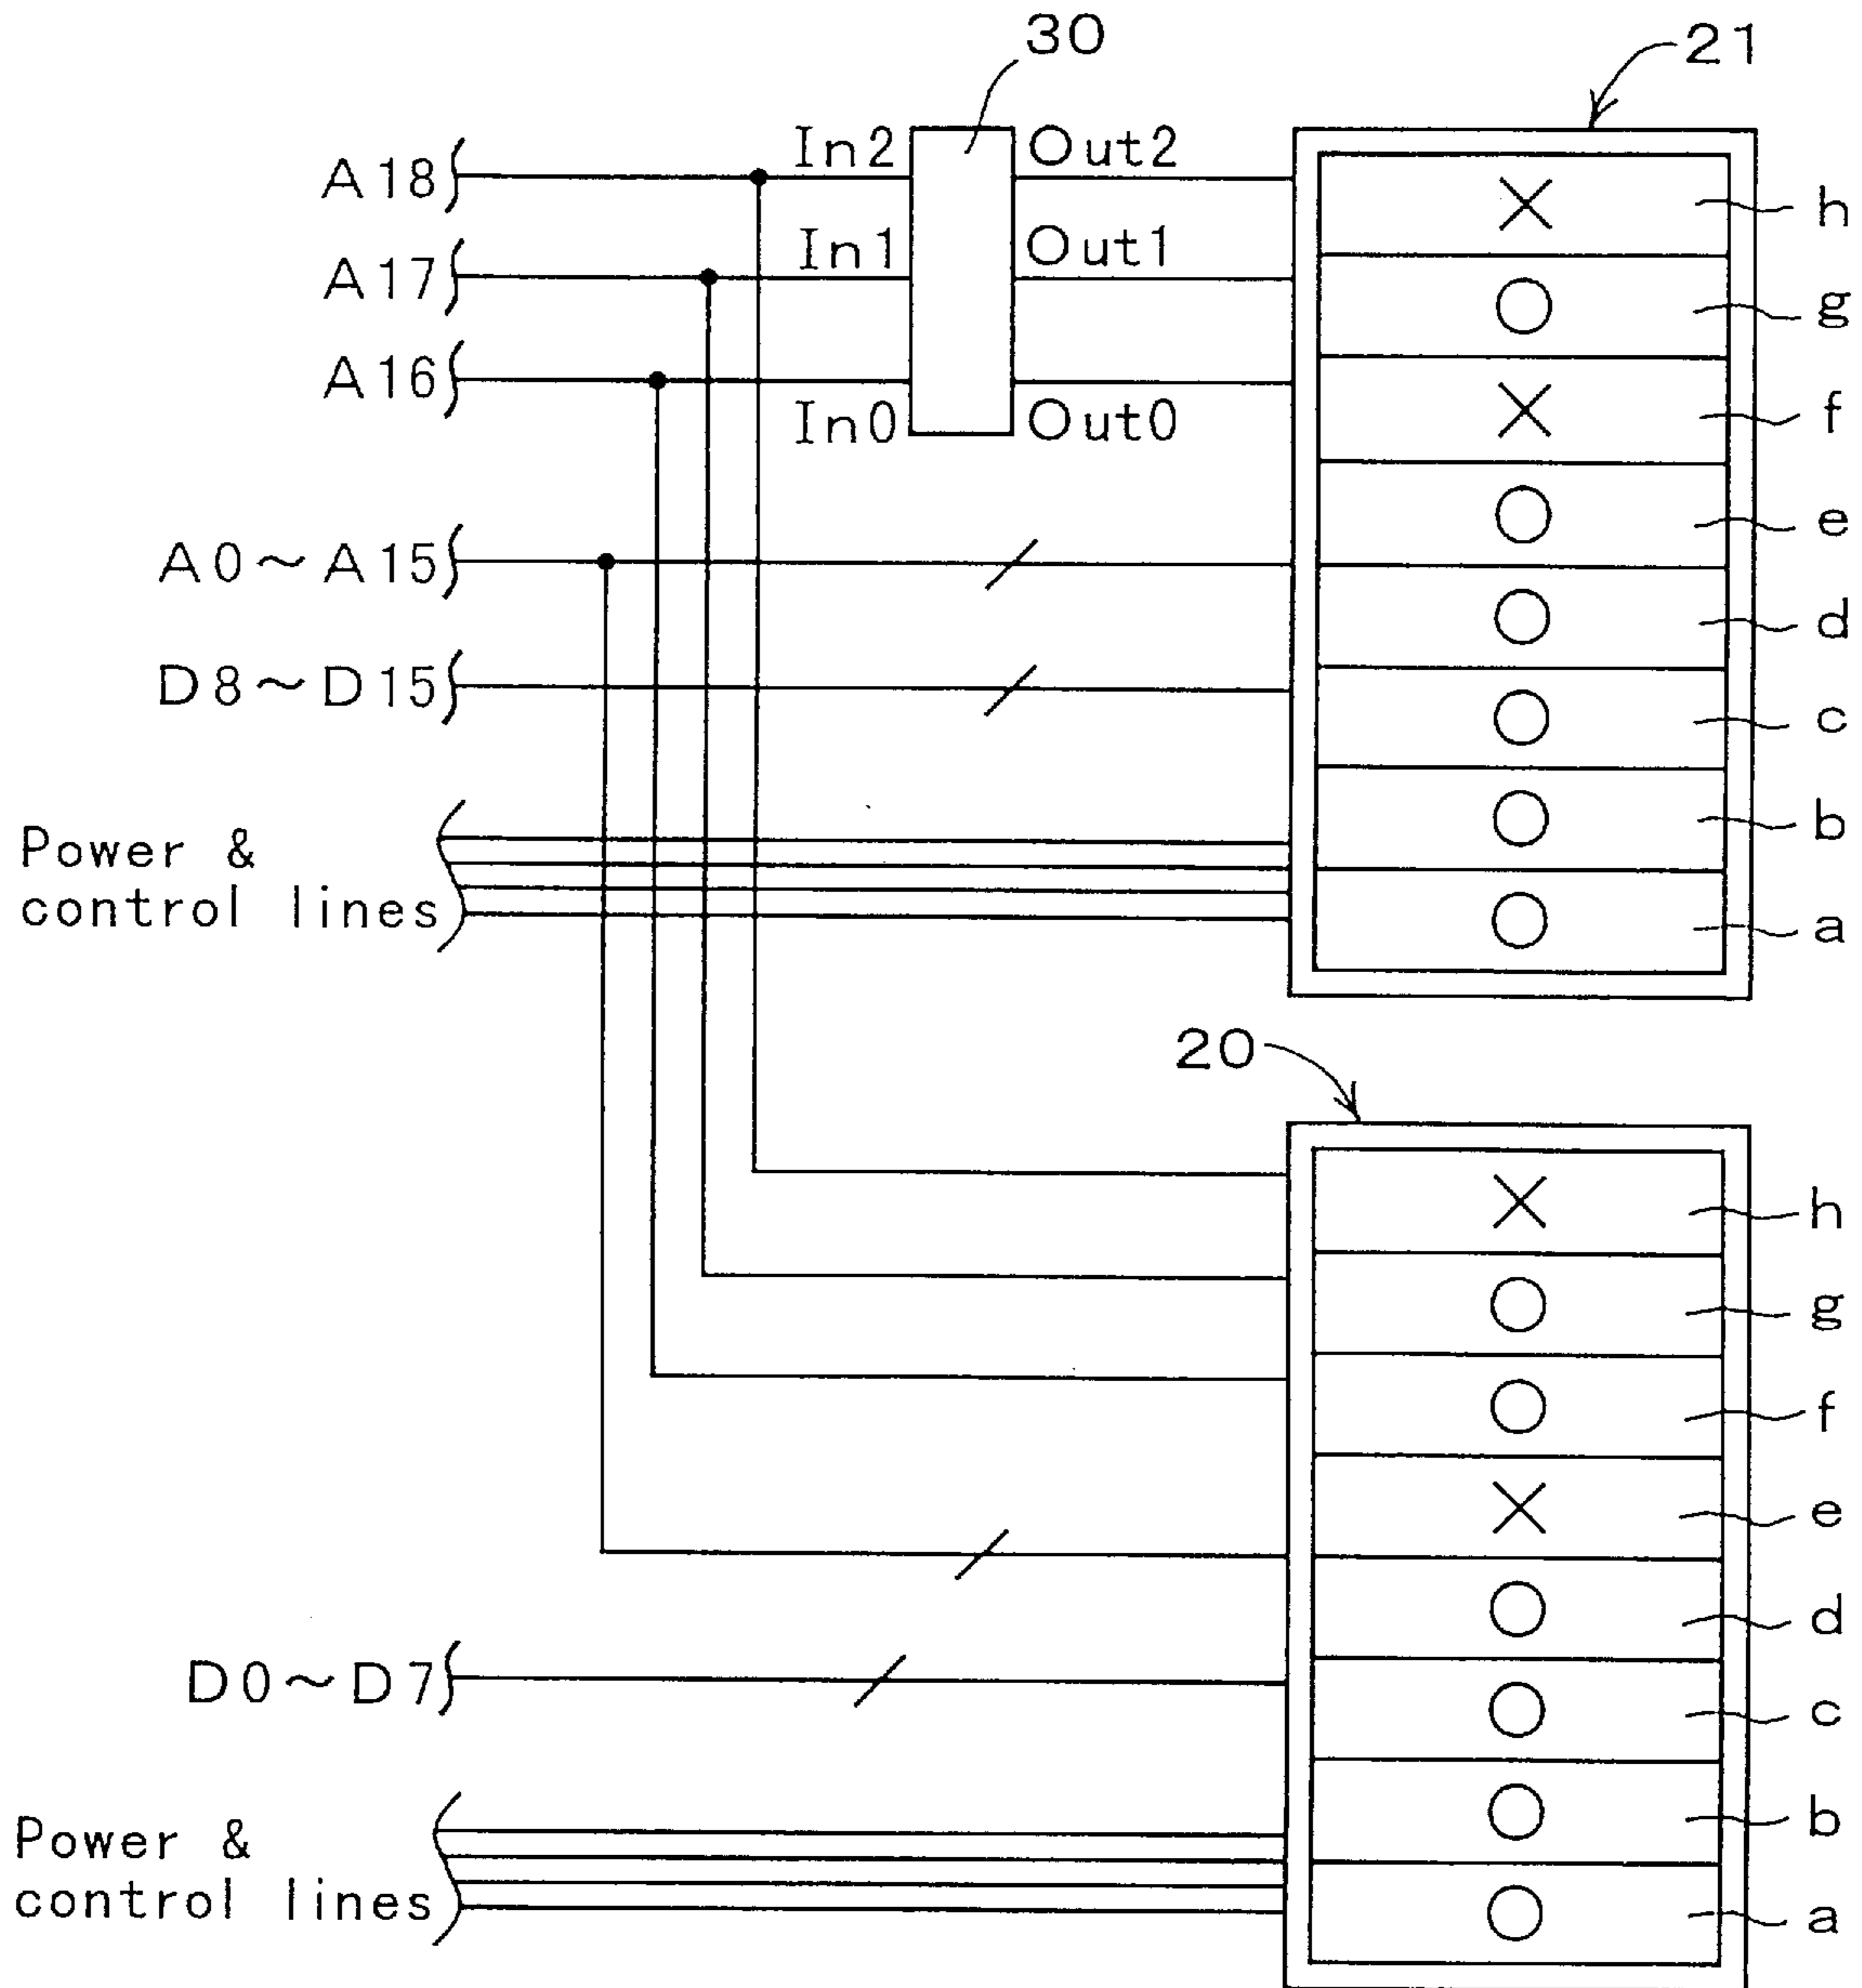 30
21
A18
In2
Out2
A17
In1
Out1
A16
In0
Out0
A0~A15
D8~D15
Power &
control lines
h
g
f
e
d
c
b
a
20
D0~D7
Power &
control lines
h
g
f
e
d
c
b
a